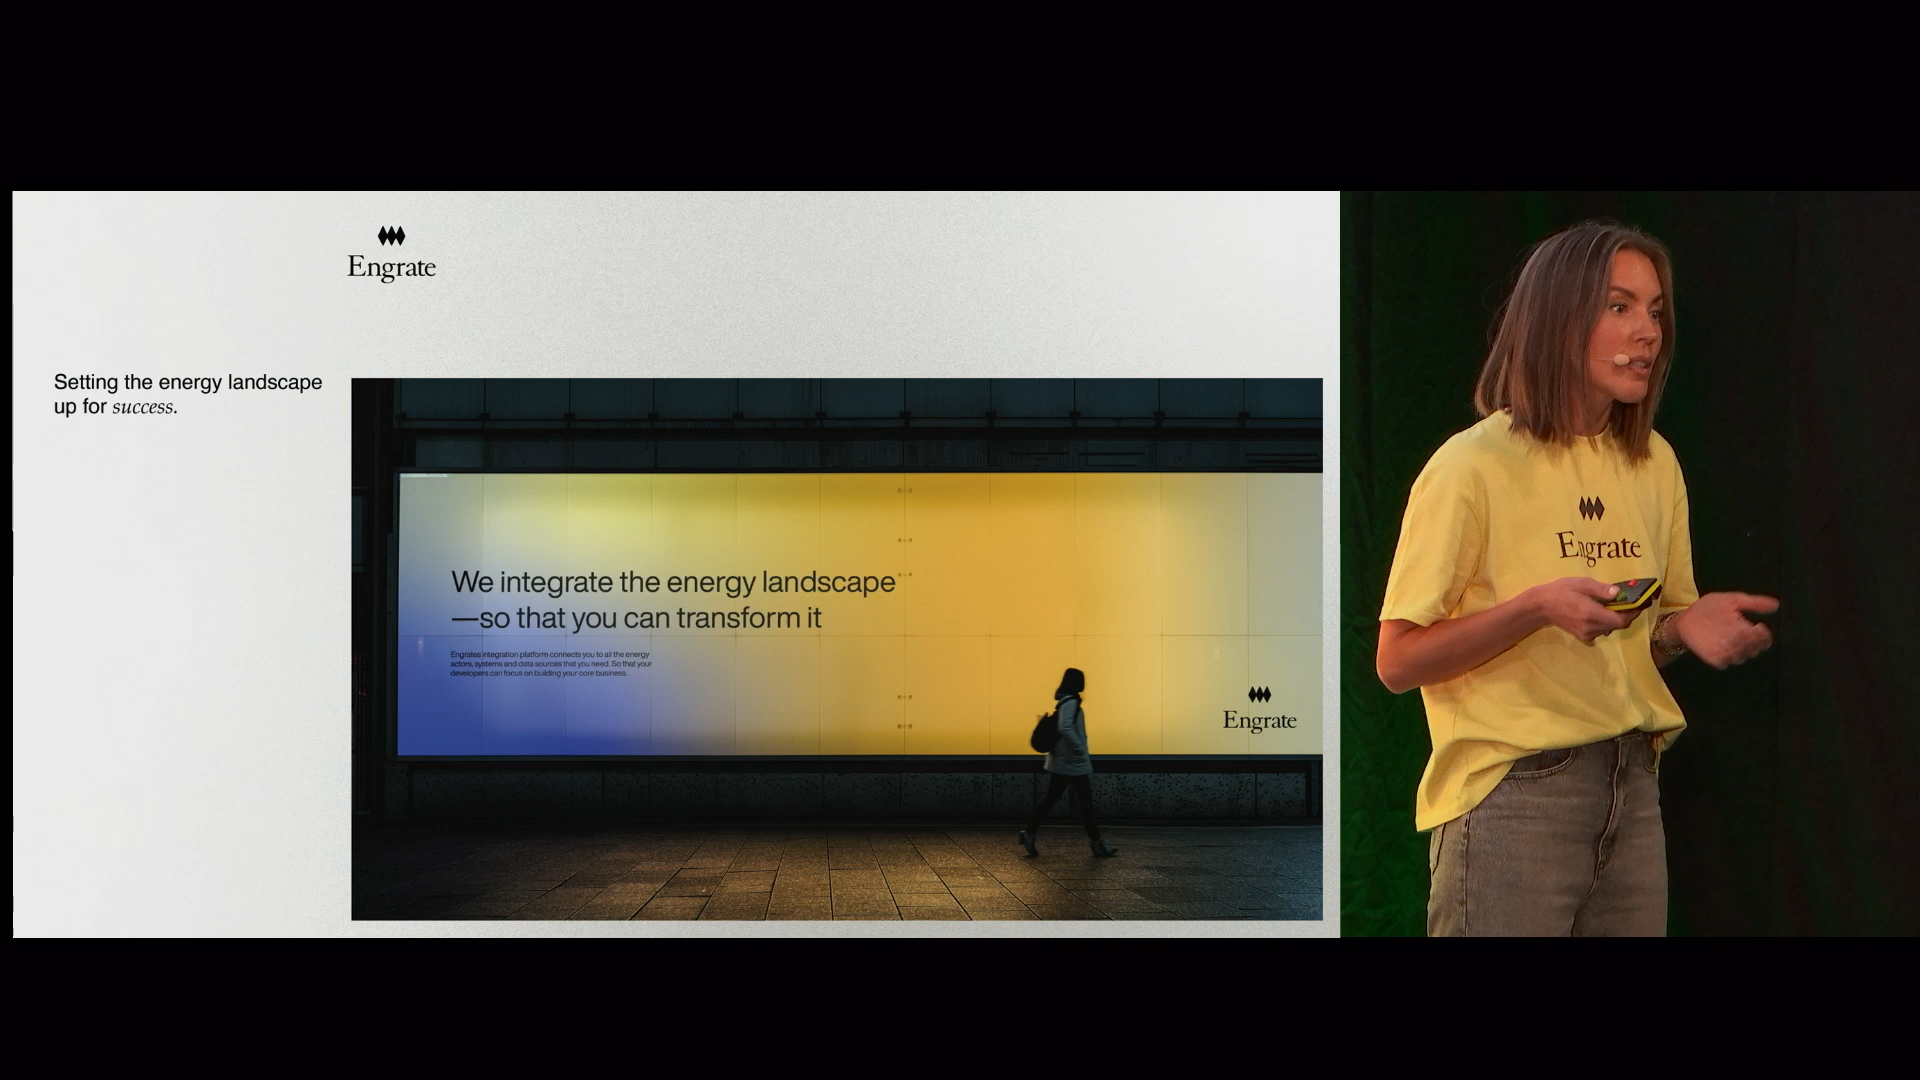 Engrate
Setting the energy landscape
up for success.
We integrate the energy landscape
—so that you can transform it
Engrates integration platform connects you to all the energy
actors, systems and data sources that you need. So that your
developers can focus on building your core business.
Engrate
Engrate